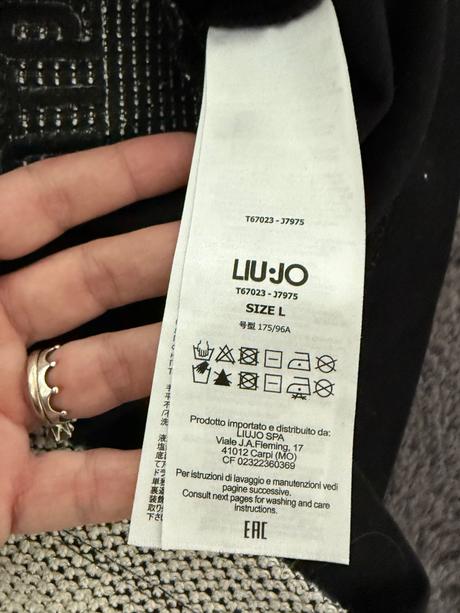 T67023 - J7975
LIU·JO
T67023 - J7975
SIZE L
号型 175/96A
Prodotto importato e distribuito da:
LIUJO SPA
Viale J.A.Fleming, 17
41012 Carpi (MO)
CF 02322360369
Per istruzioni di lavaggio e manutenzioni vedi
pagine successive.
Consult next pages for washing and care
instructions.
EAC